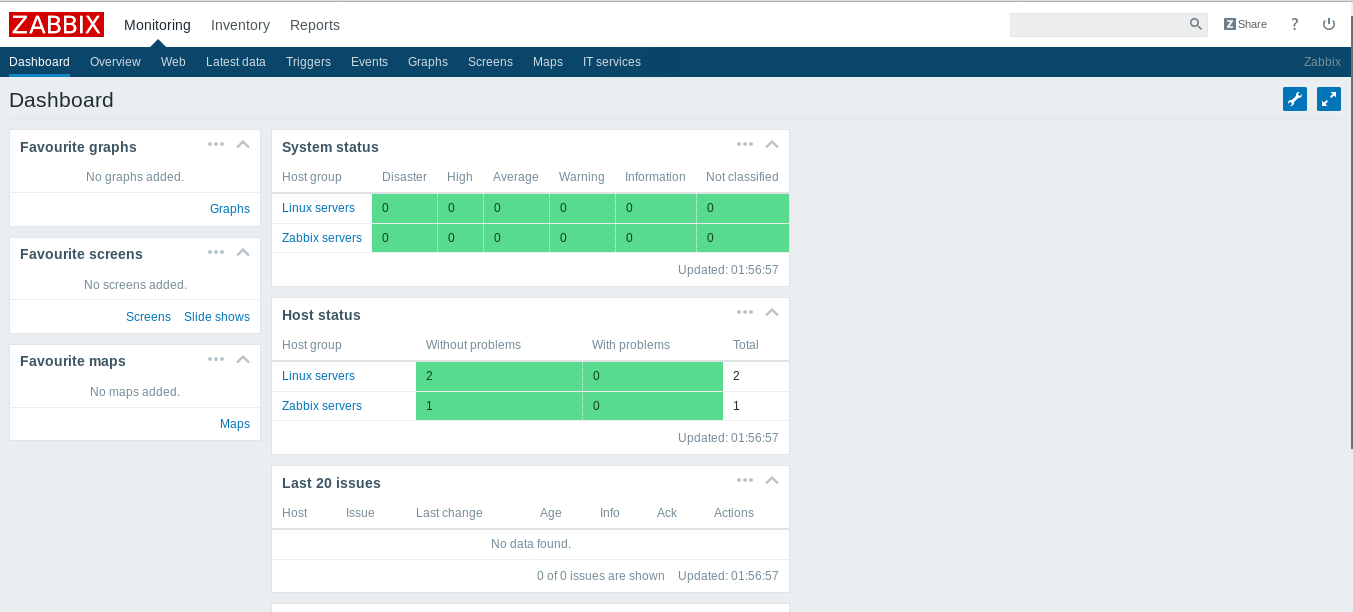 ZABBIX Monitoring Inventory Reports Share ?
Dashboard Overview Web Latest data Triggers Events Graphs Screens Maps IT services Zabbix
Dashboard
Favourite graphs
No graphs added.
Graphs
Favourite screens
No screens added.
Screens Slide shows
Favourite maps
No maps added.
Maps
System status
Host group Disaster High Average Warning Information Not classified
Linux servers 0 0 0 0 0 0
Zabbix servers 0 0 0 0 0 0
Updated: 01:56:57
Host status
Host group Without problems With problems Total
Linux servers 2 0 2
Zabbix servers 1 0 1
Updated: 01:56:57
Last 20 issues
Host Issue Last change Age Info Ack Actions
No data found.
0 of 0 issues are shown Updated: 01:56:57